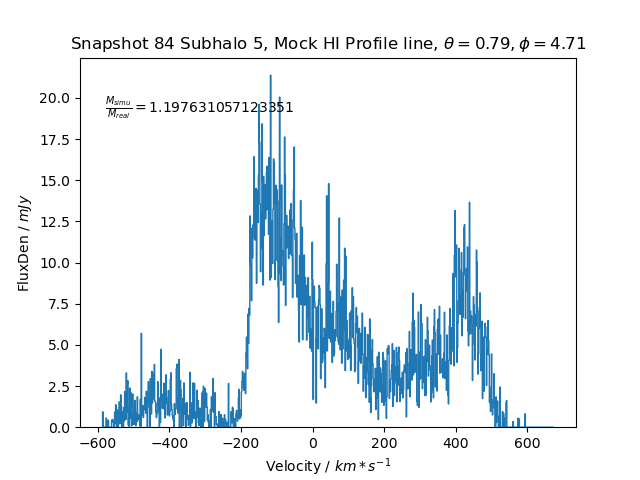 Snapshot 84 Subhalo 5, Mock HI Profile line, θ = 0.79, ϕ = 4.71
M_simu/M_real = 1.197631057123351
FluxDen / mJy
20.0
17.5
15.0
12.5
10.0
7.5
5.0
2.5
0.0
−600 −400 −200 0 200 400 600
Velocity / km * s⁻¹